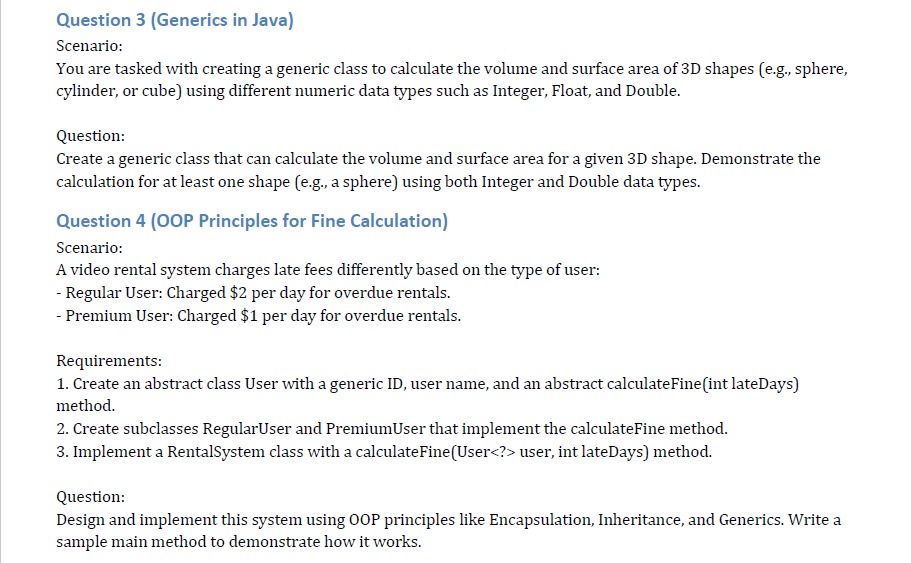 Question 3 (Generics in Java)
Scenario:
You are tasked with creating a generic class to calculate the volume and surface area of 3D shapes (e.g., sphere,
cylinder, or cube) using different numeric data types such as Integer, Float, and Double.
Question:
Create a generic class that can calculate the volume and surface area for a given 3D shape. Demonstrate the
calculation for at least one shape (e.g., a sphere) using both Integer and Double data types.
Question 4 (OOP Principles for Fine Calculation)
Scenario:
A video rental system charges late fees differently based on the type of user:
- Regular User: Charged $2 per day for overdue rentals.
- Premium User: Charged $1 per day for overdue rentals.
Requirements:
1. Create an abstract class User with a generic ID, user name, and an abstract calculateFine(int lateDays)
method.
2. Create subclasses RegularUser and PremiumUser that implement the calculateFine method.
3. Implement a RentalSystem class with a calculateFine(User<?> user, int lateDays) method.
Question:
Design and implement this system using OOP principles like Encapsulation, Inheritance, and Generics. Write a
sample main method to demonstrate how it works.